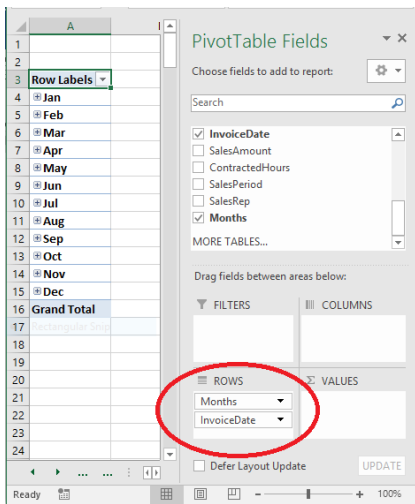 A
1
PivotTable Fields
2
Choose fields to add to report:
3 Row Labels
4 Jan
Search
5 Feb
6 Mar
InvoiceDate
7 Apr
SalesAmount
8 May
ContractedHours
9 Jun
SalesPeriod
10 Jul
SalesRep
11 Aug
Months
12 Sep
MORE TABLES...
13 Oct
14 Nov
Drag fields between areas below:
15 Dec
16 Grand Total
FILTERS
COLUMNS
17 Rectangular Snip
18
19
20
ROWS
Σ VALUES
21
Months
22
InvoiceDate
23
24
Defer Layout Update
UPDATE
... ...
Ready
- + 100%